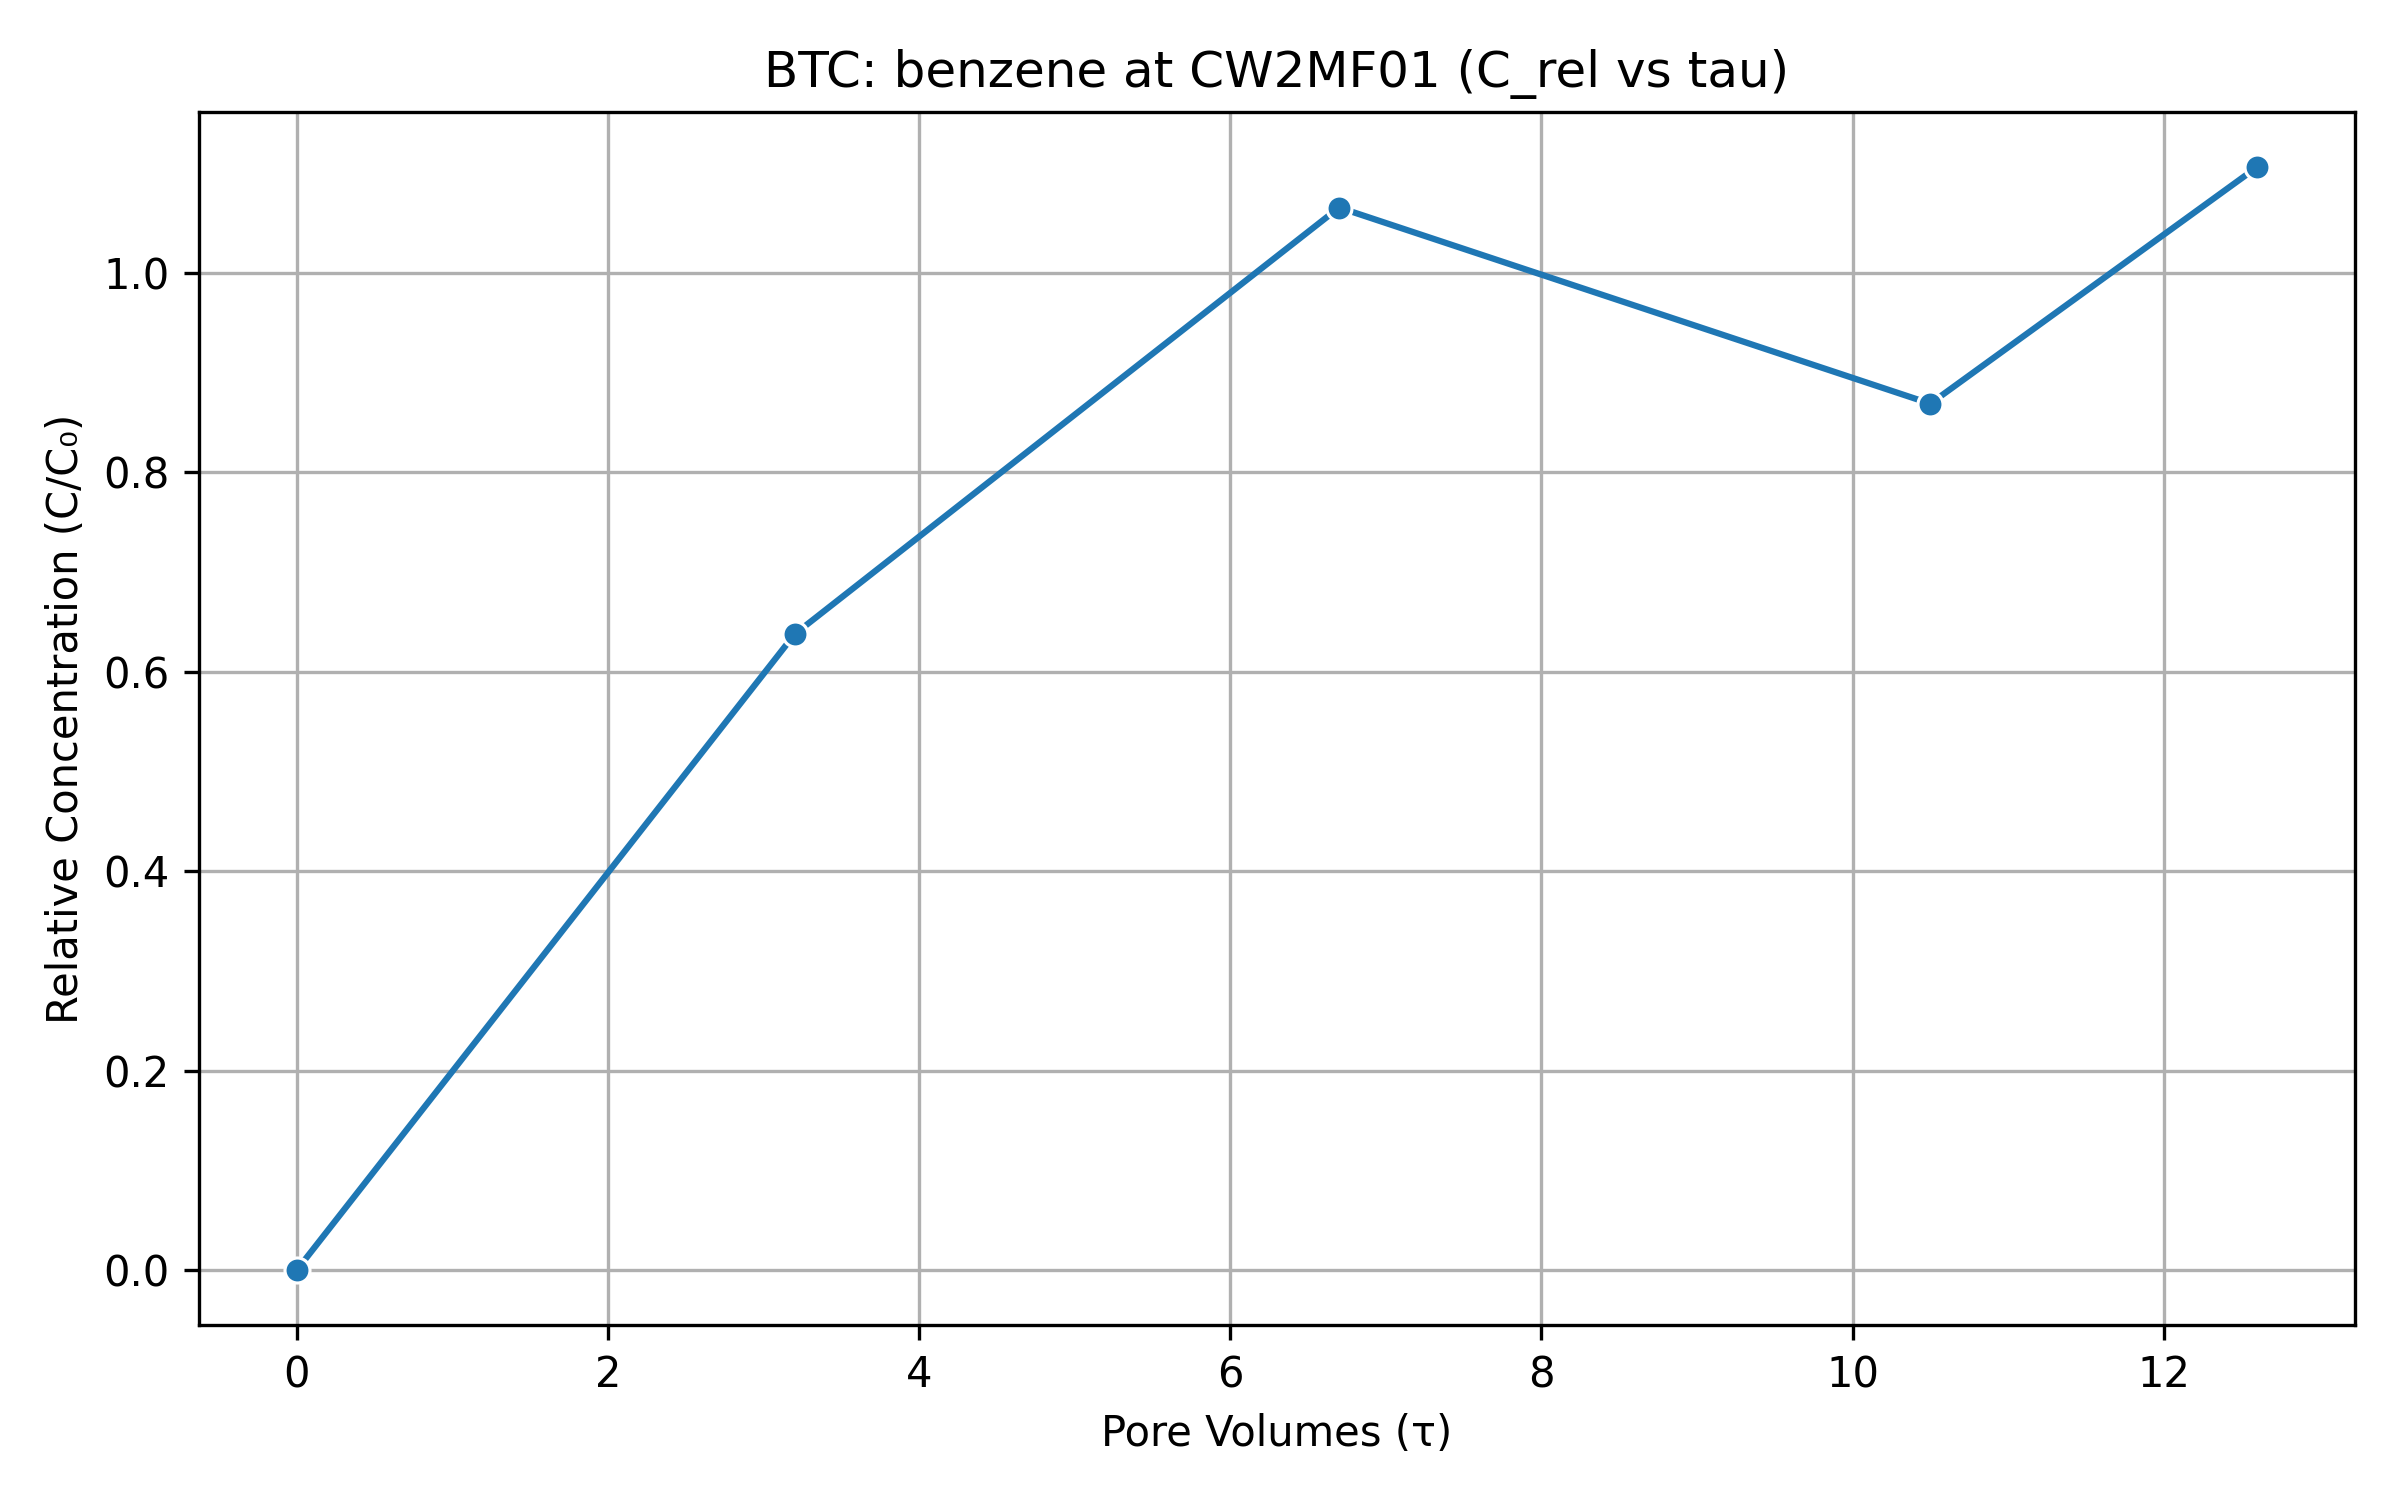 BTC: benzene at CW2MF01 (C_rel vs tau)
Relative Concentration (C/C₀)
1.0
0.8
0.6
0.4
0.2
0.0
0 2 4 6 8 10 12
Pore Volumes (τ)